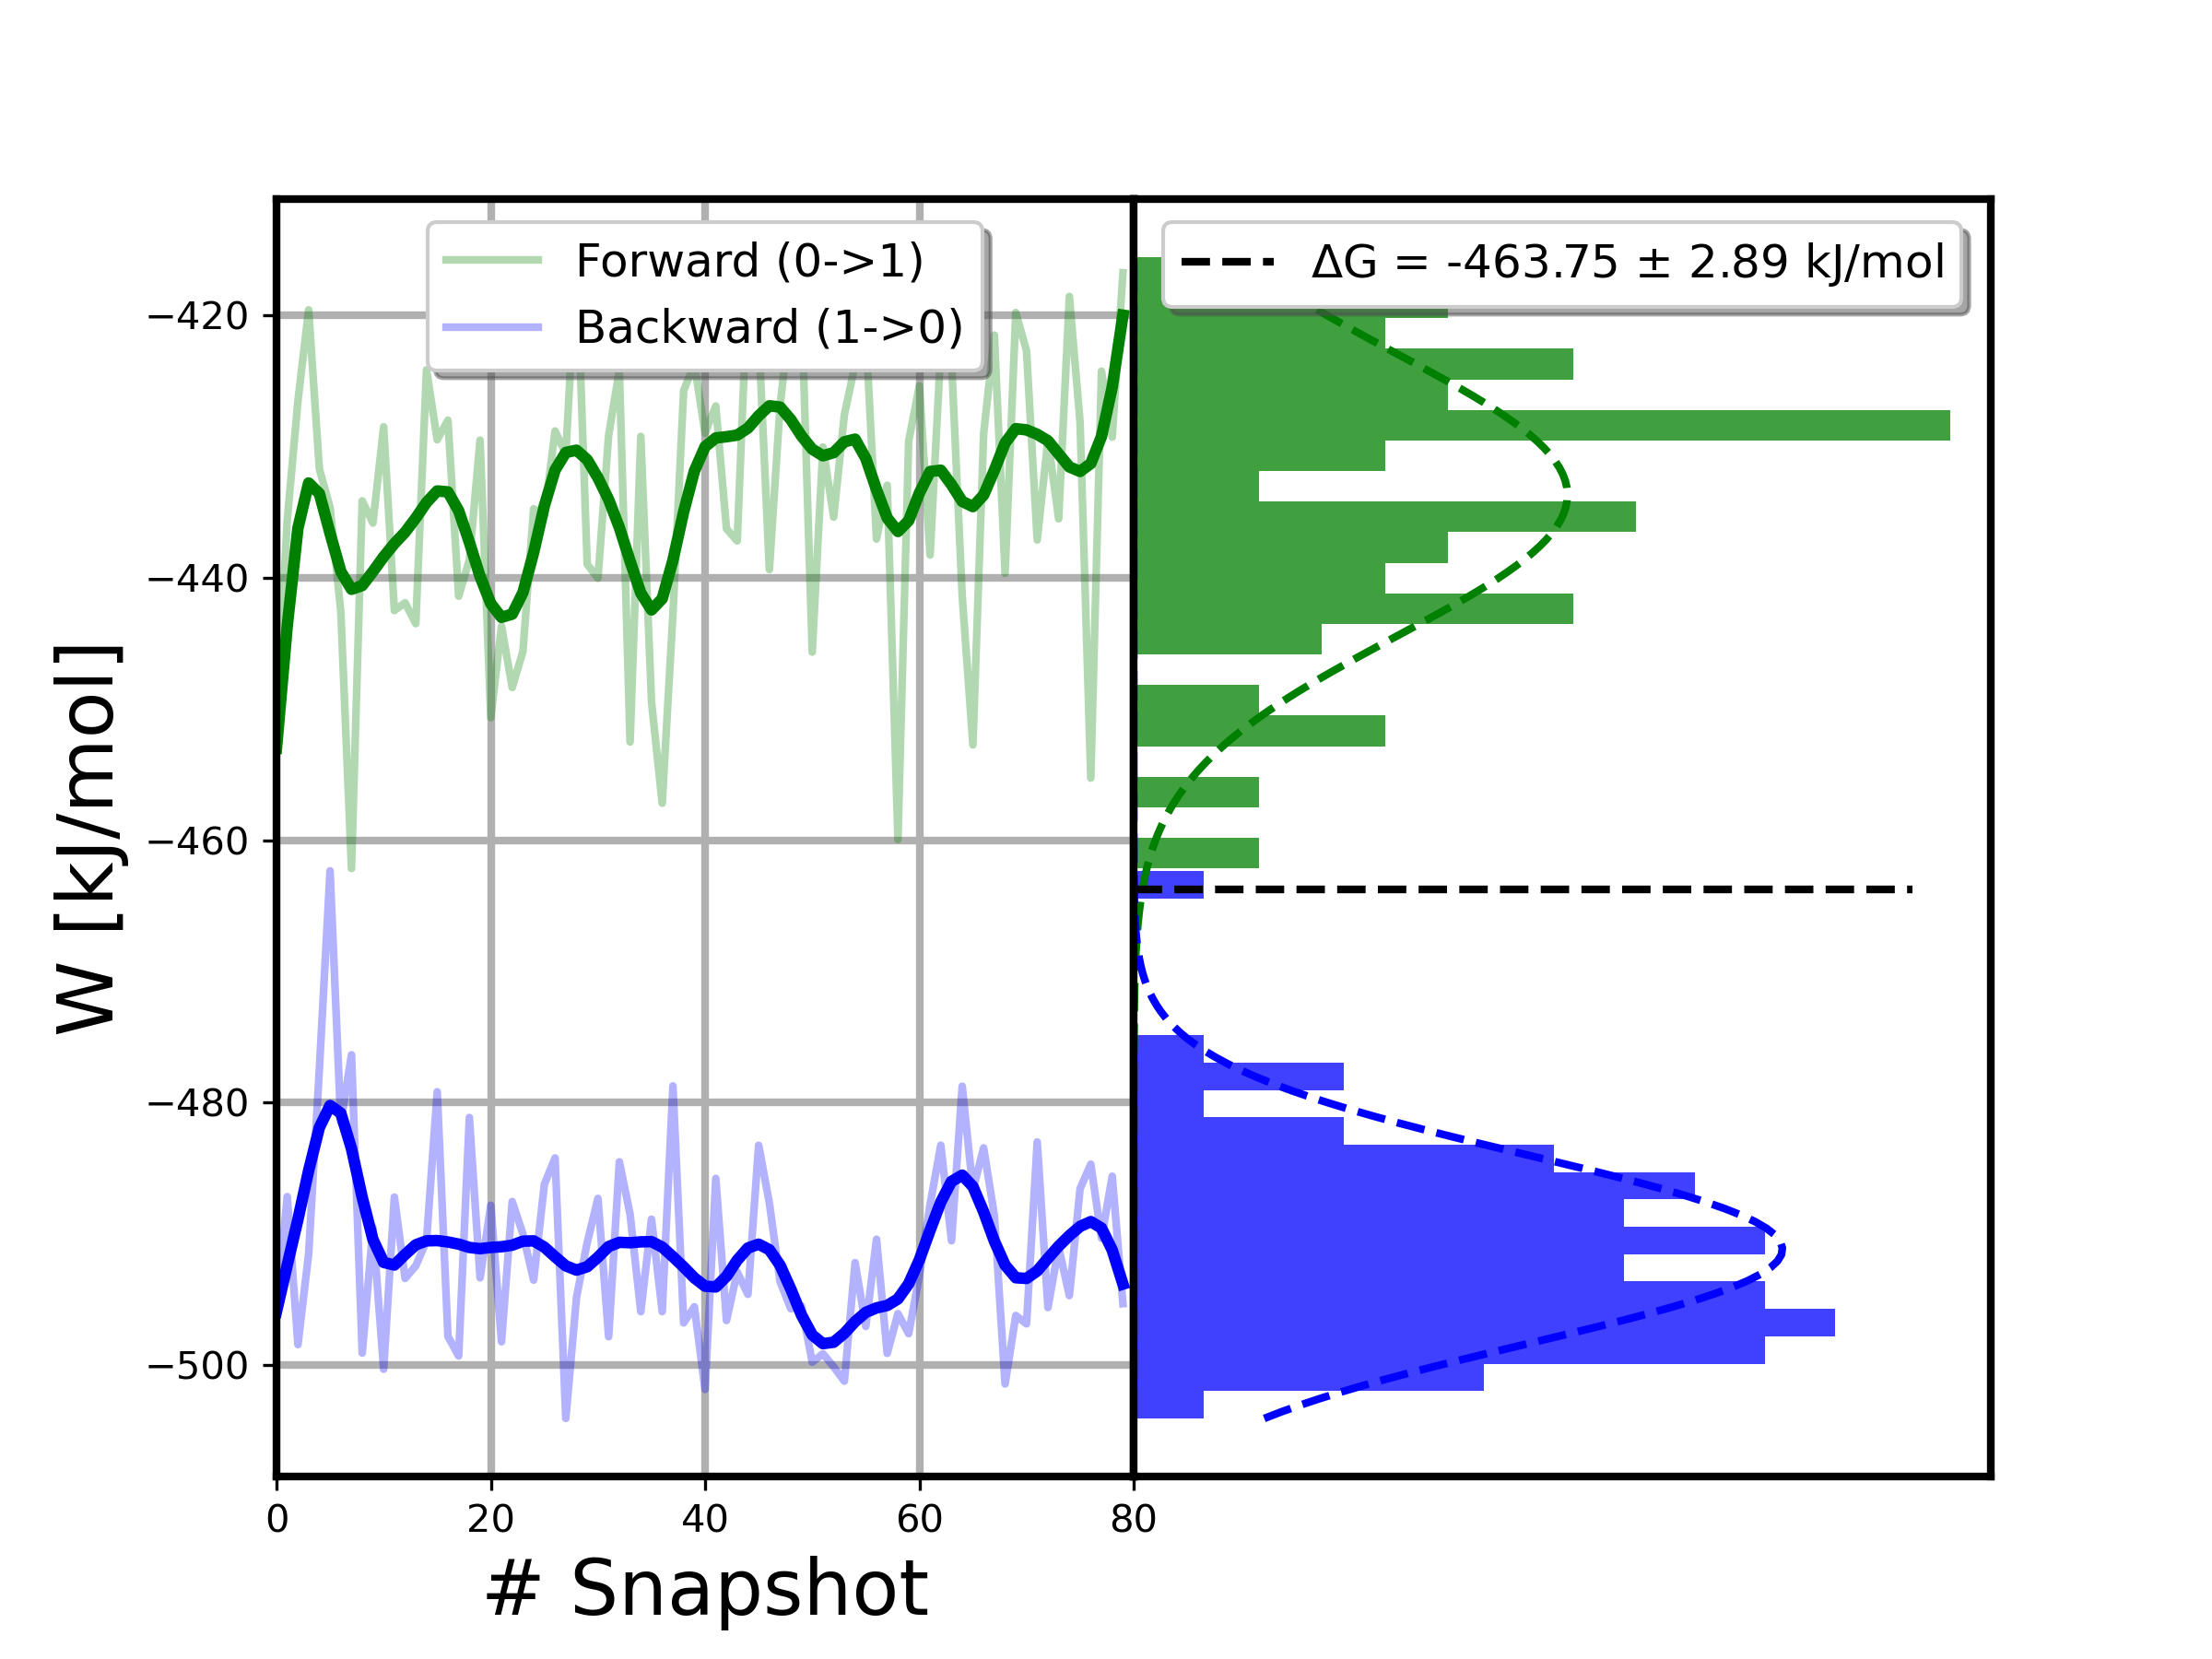 Forward (0->1)
Backward (1->0)
ΔG = -463.75 ± 2.89 kJ/mol
−420
−440
−460
−480
−500
W [kJ/mol]
0 20 40 60 80
# Snapshot